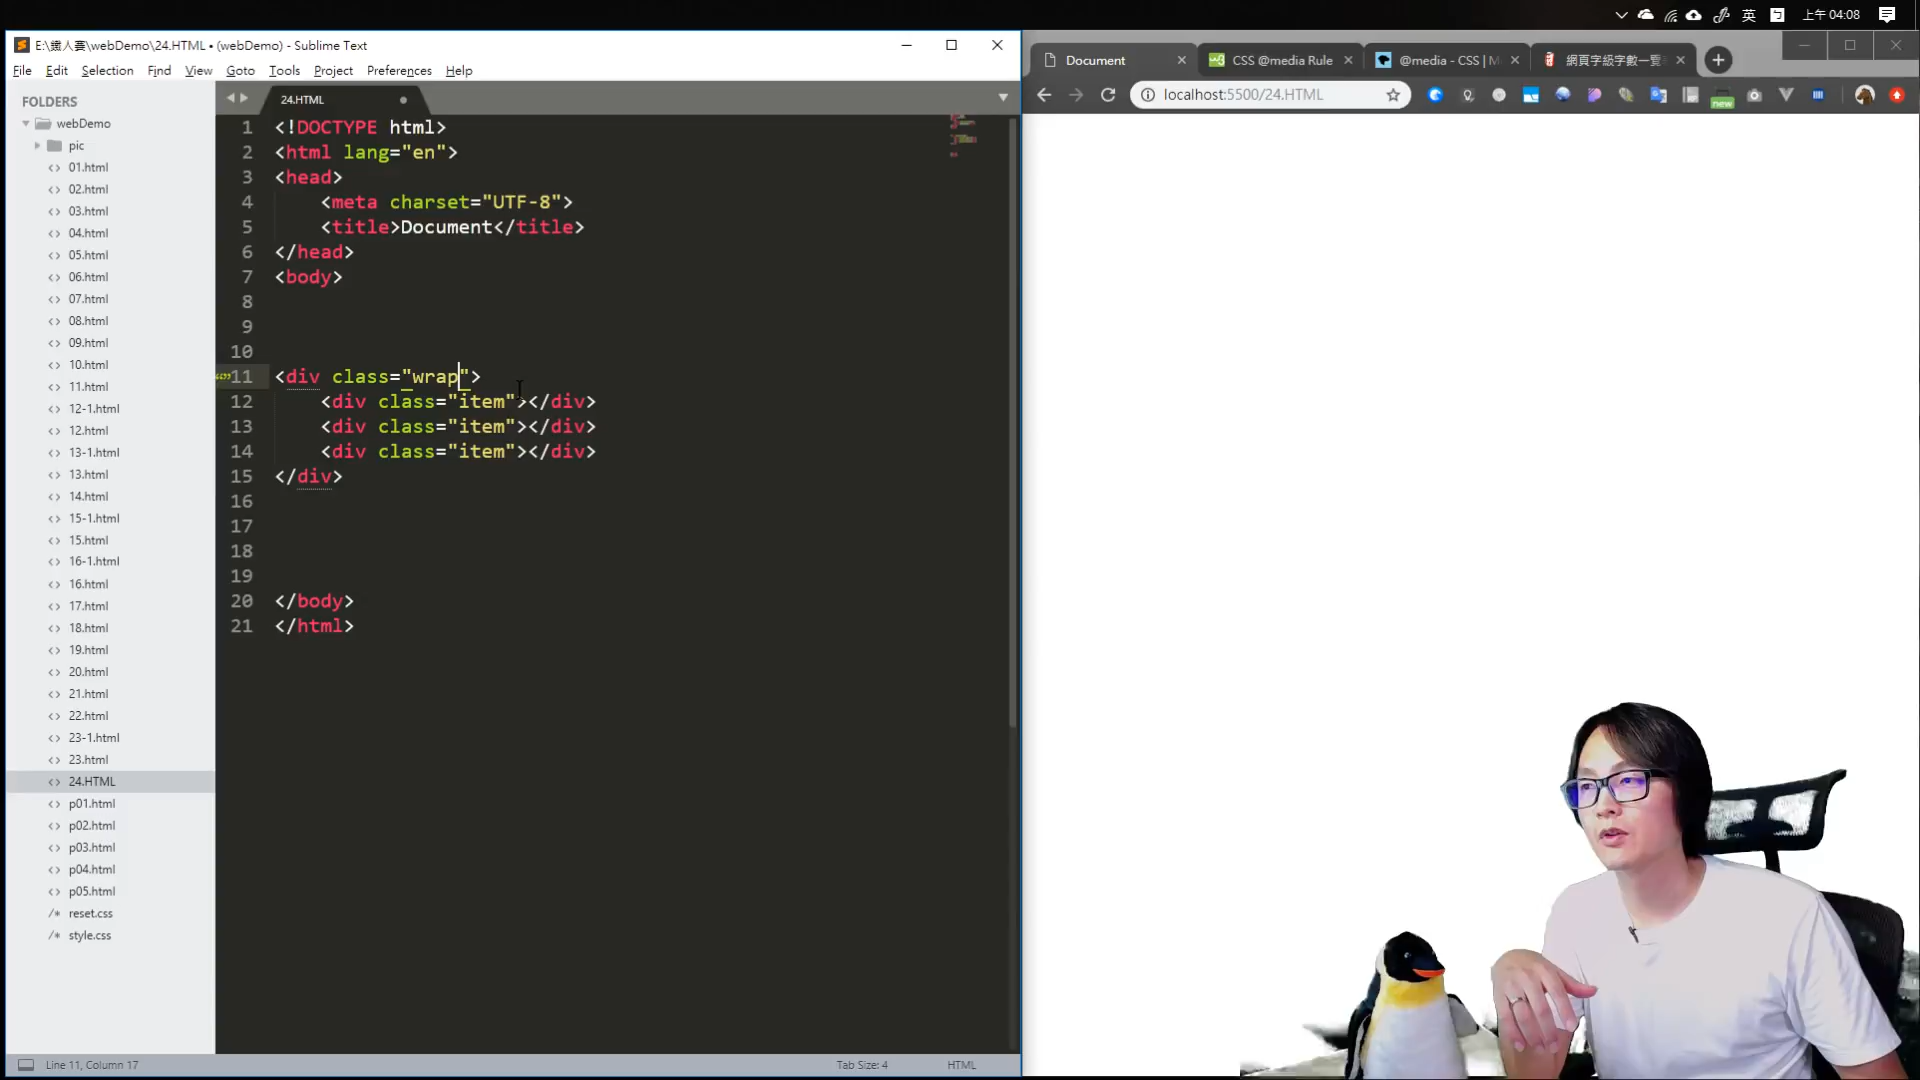 英
上午 04:08
E:\鐵人賽\webDemo\24.HTML • (webDemo) - Sublime Text
File Edit Selection Find View Goto Tools Project Preferences Help
FOLDERS
webDemo
pic
01.html
02.html
03.html
04.html
05.html
06.html
07.html
08.html
09.html
10.html
11.html
12-1.html
12.html
13-1.html
13.html
14.html
15-1.html
15.html
16-1.html
16.html
17.html
18.html
19.html
20.html
21.html
22.html
23-1.html
23.html
24.HTML
p01.html
p02.html
p03.html
p04.html
p05.html
/* reset.css
/* style.css
24.HTML
1 <!DOCTYPE html>
2 <html lang="en">
3 <head>
4 <meta charset="UTF-8">
5 <title>Document</title>
6 </head>
7 <body>
8
9
10
11 <div class="wrap">
12 <div class="item"></div>
13 <div class="item"></div>
14 <div class="item"></div>
15 </div>
16
17
18
19
20 </body>
21 </html>
Line 11, Column 17
Tab Size: 4
HTML
Document
CSS @media Rule
@media - CSS | M
網頁字級字數一覽
localhost:5500/24.HTML
new